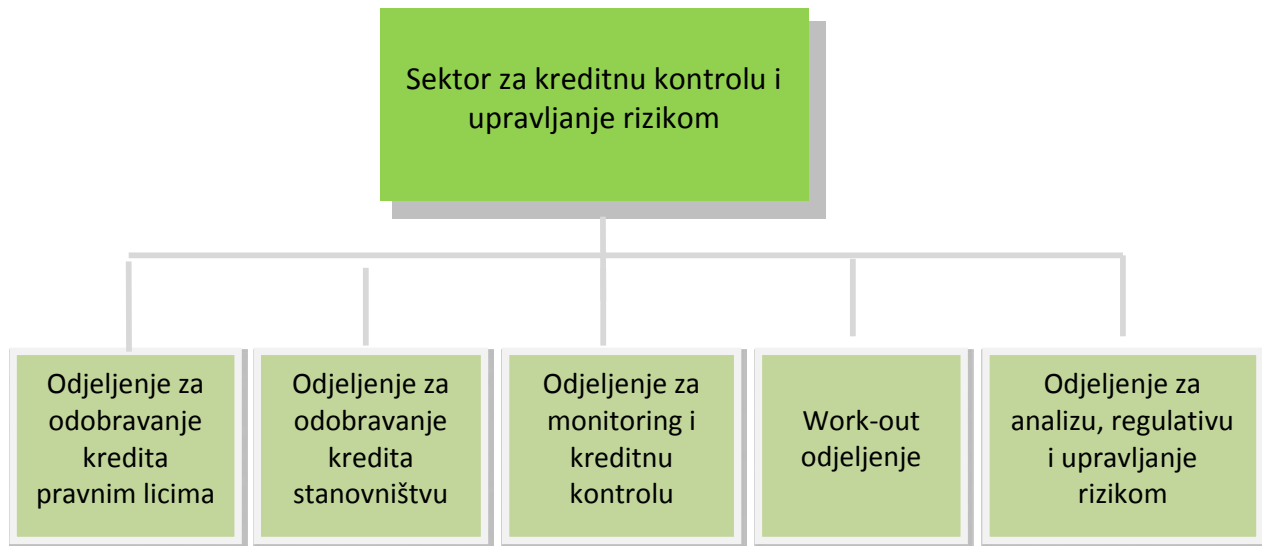 Sektor za kreditnu kontrolu i
upravljanje rizikom
Odjeljenje za
odobravanje
kredita
pravnim licima
Odjeljenje za
odobravanje
kredita
stanovništvu
Odjeljenje za
monitoring i
kreditnu
kontrolu
Work-out
odjeljenje
Odjeljenje za
analizu, regulativu
i upravljanje
rizikom